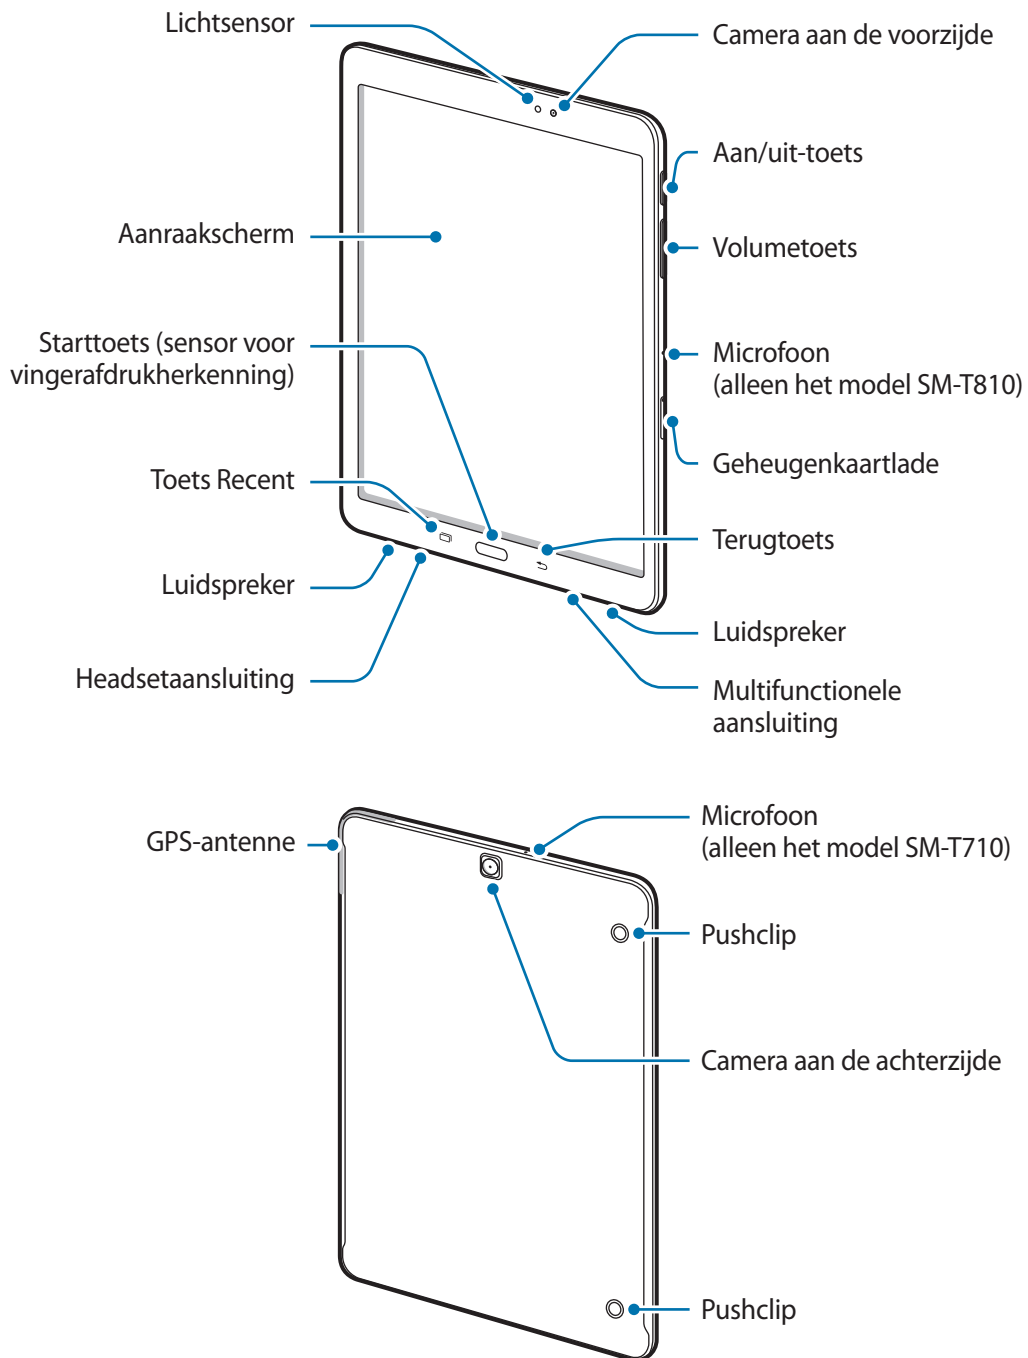 Lichtsensor
Camera aan de voorzijde
Aan/uit-toets
Aanraakscherm
Volumetoets
Starttoets (sensor voor
vingerafdrukherkenning)
Microfoon
(alleen het model SM-T810)
Geheugenkaartlade
Toets Recent
Terugtoets
Luidspreker
Luidspreker
Headsetaansluiting
Multifunctionele
aansluiting
GPS-antenne
Microfoon
(alleen het model SM-T710)
Pushclip
Camera aan de achterzijde
Pushclip